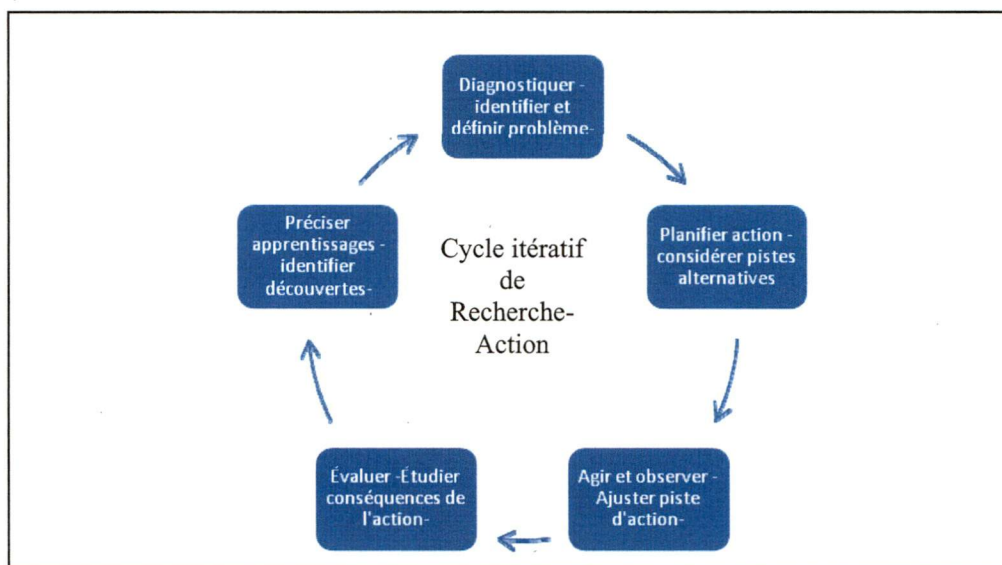 Diagnostiquer -
identifier et
définir problème-
Planifier action -
considérer pistes
alternatives
Agir et observer -
Ajuster piste
d'action-
Évaluer -Étudier
conséquences de
l'action-
Préciser
apprentissages -
identifier
découvertes-
Cycle itératif
de
Recherche-
Action